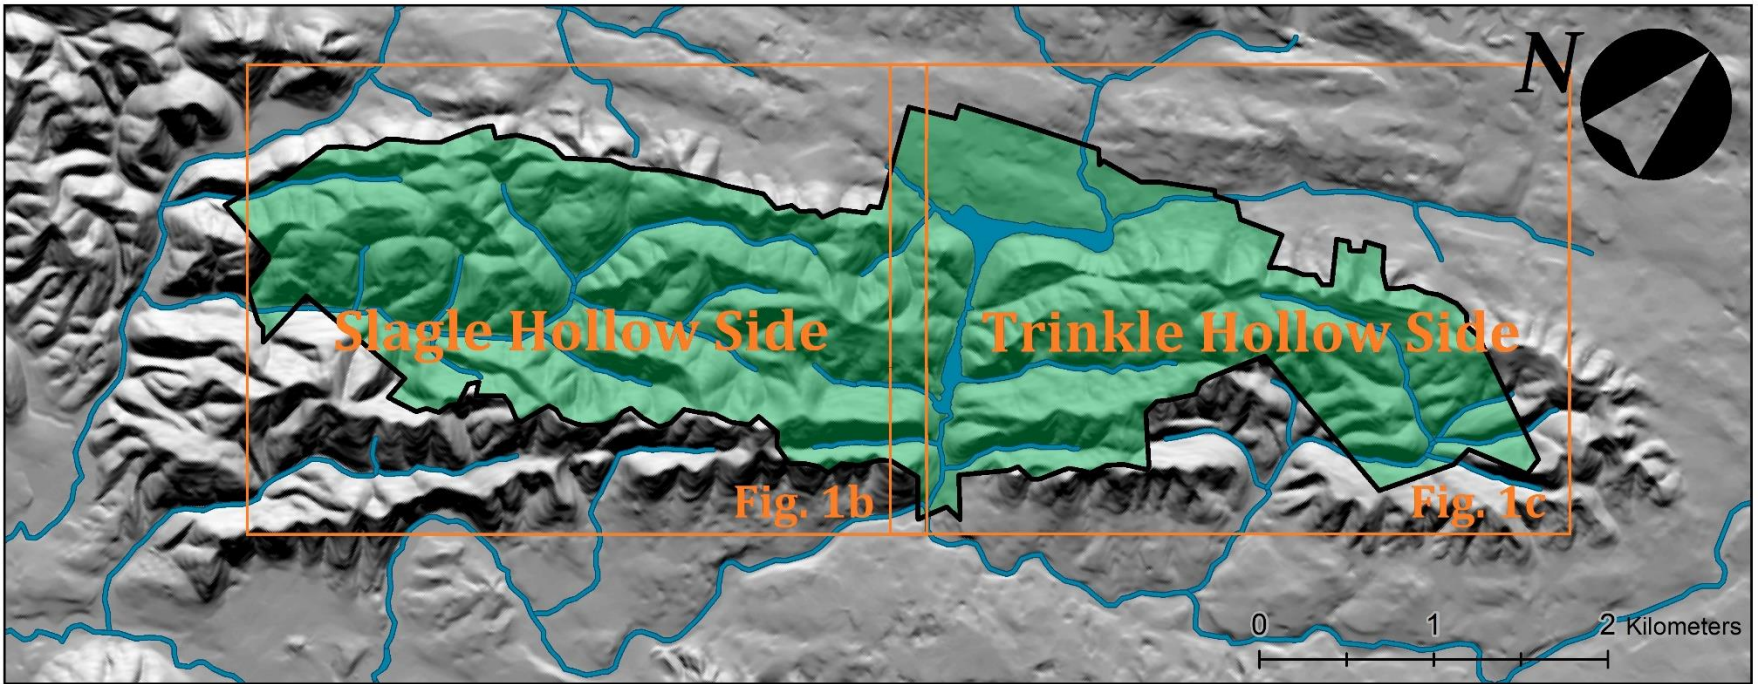 N
Slagle Hollow Side
Trinkle Hollow Side
Fig. 1b
Fig. 1c
0 1 2 Kilometers